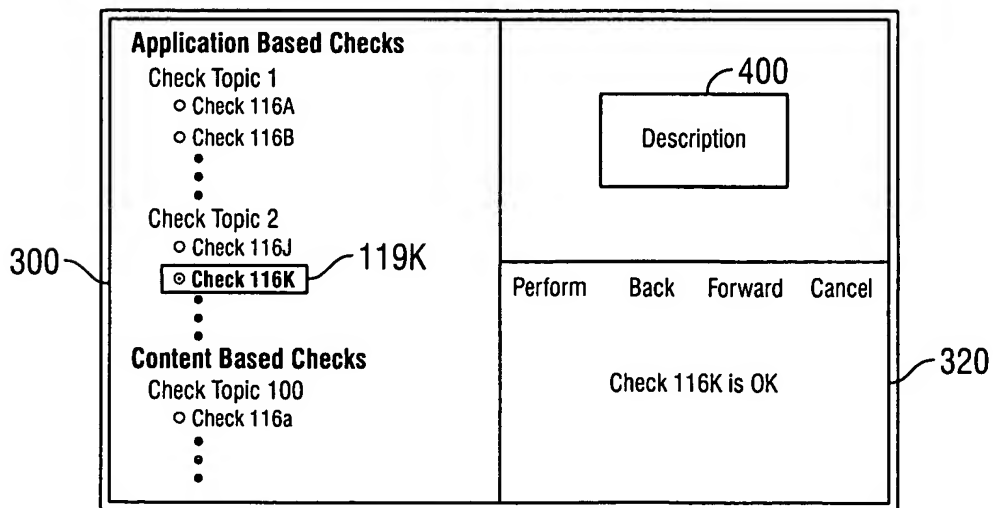 Application Based Checks
Check Topic 1
Check 116A
Check 116B
Check Topic 2
Check 116J
Check 116K
Content Based Checks
Check Topic 100
Check 116a
300
119K
400
Description
Perform Back Forward Cancel
Check 116K is OK
320